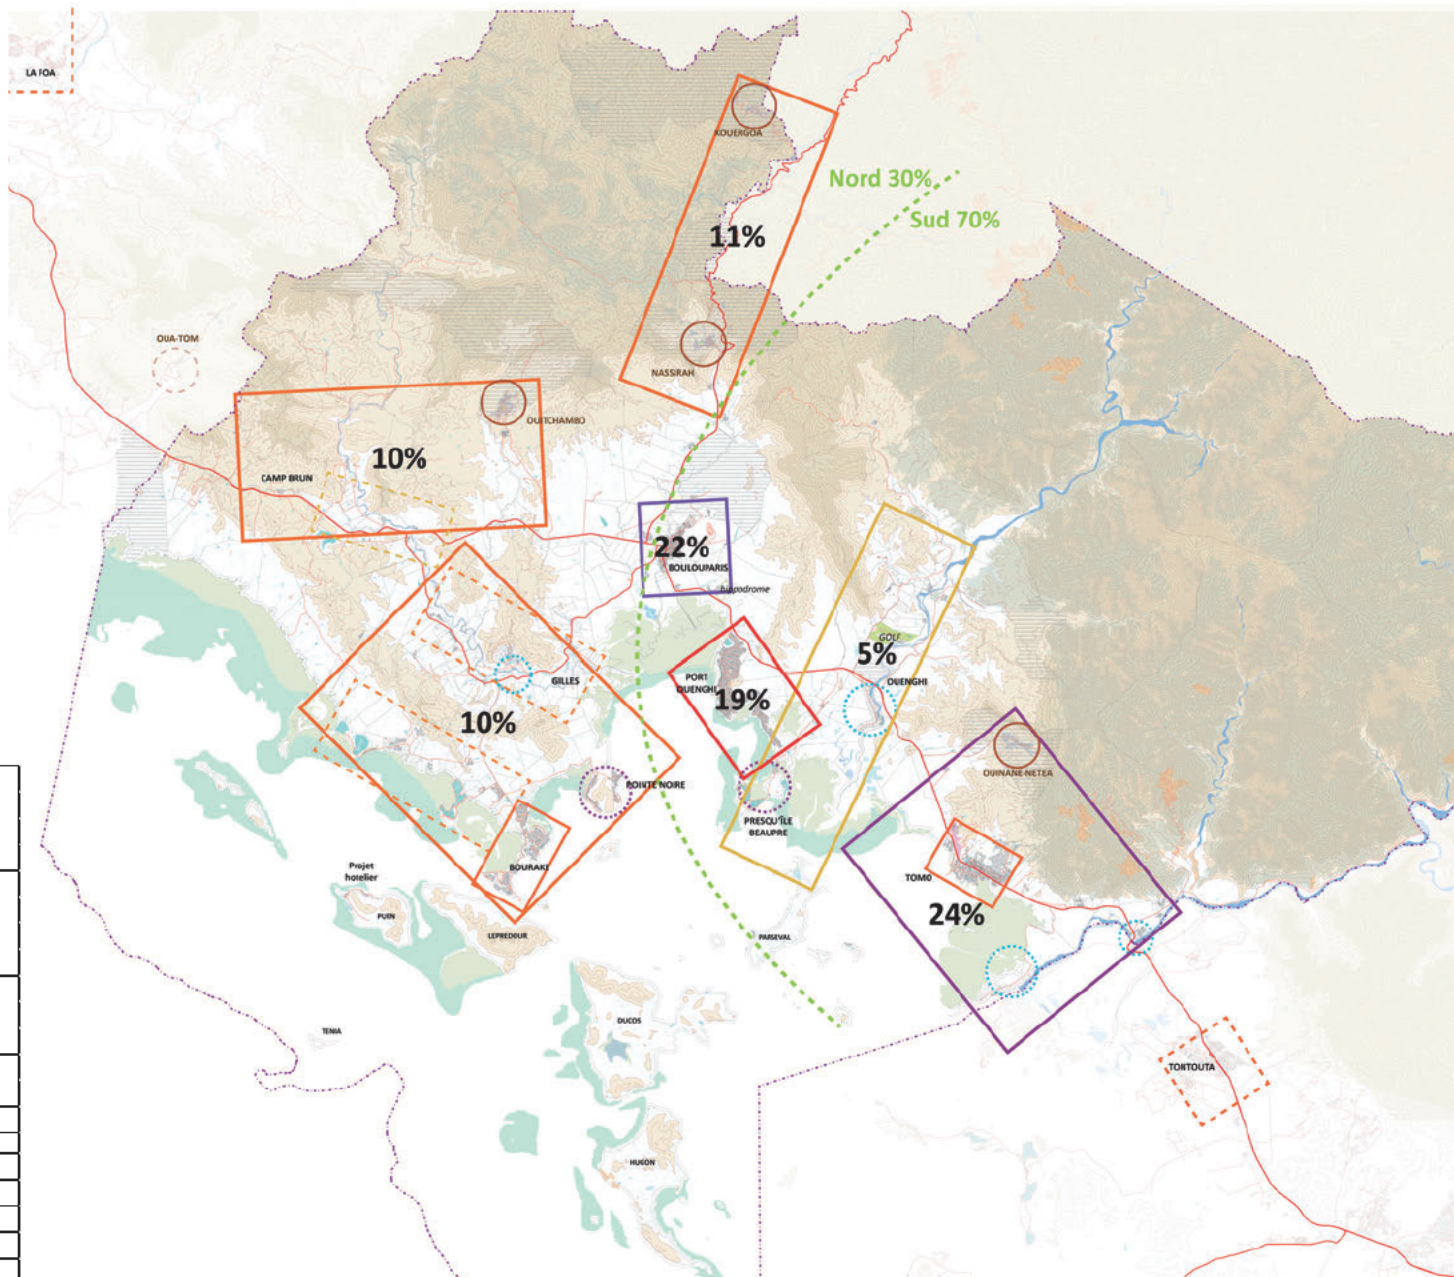 LA FOA
KOUERGOA
Nord 30%
Sud 70%
11%
OUA-TOM
NASSIRAH
OUITCHAMBO
10%
CAMP BRUN
22%
BOULOUPARIS
hippodrome
GOLF
5%
PORT
OUENGHI
OUENGHI
GILLES
19%
10%
OUINANE-NETEA
POINTE NOIRE
PRESQU'ÎLE
BEAUPRE
BOURAKE
TOMO
Projet
hotelier
24%
PUEN
LEPREDOUR
PARSEVAL
DUCOS
TENIA
TONTOUTA
HUGON